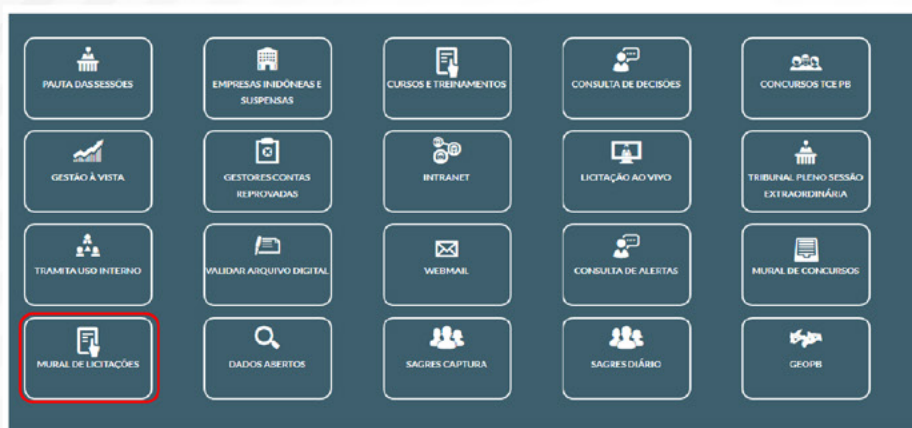 PAUTA DAS SESSÕES
EMPRESAS INIDÔNEAS E
SUSPENSAS
CURSOS E TREINAMENTOS
CONSULTA DE DECISÕES
CONCURSOS TCE PB
GESTÃO À VISTA
GESTORES CONTAS
REPROVADAS
INTRANET
LICITAÇÃO AO VIVO
TRIBUNAL PLENO SESSÃO
EXTRAORDINÁRIA
TRAMITA USO INTERNO
VALIDAR ARQUIVO DIGITAL
WEBMAIL
CONSULTA DE ALERTAS
MURAL DE CONCURSOS
MURAL DE LICITAÇÕES
DADOS ABERTOS
SAGRES CAPTURA
SAGRES DIÁRIO
GEOPB